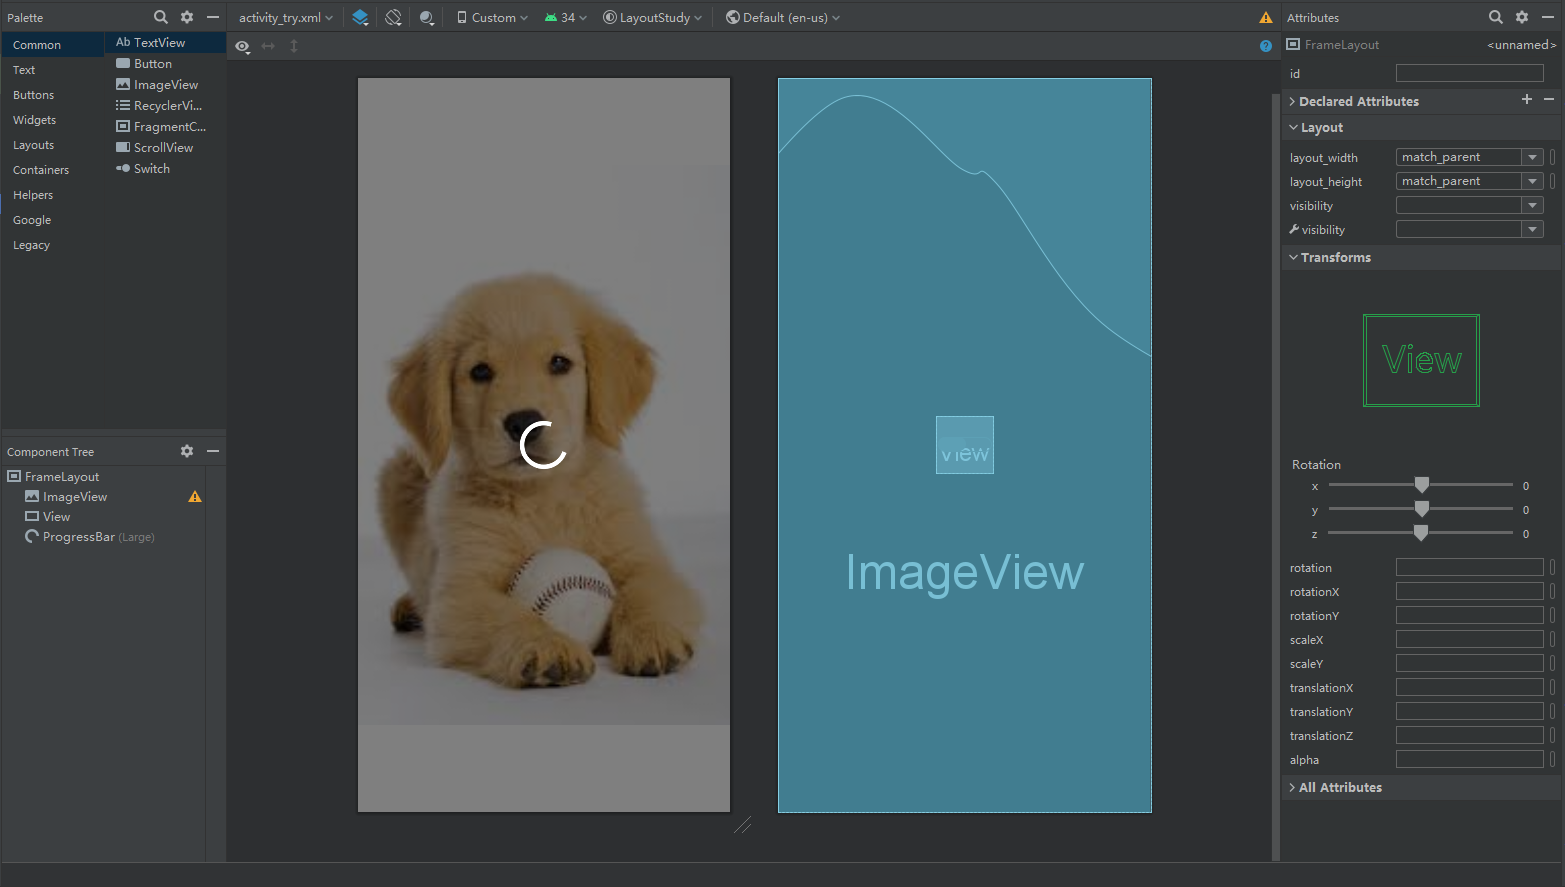 Palette
activity_try.xml
Custom
34
LayoutStudy
Default (en-us)
Attributes
Common
Text
Buttons
Widgets
Layouts
Containers
Helpers
Google
Legacy
Ab TextView
Button
ImageView
RecyclerVi...
FragmentC...
ScrollView
Switch
Component Tree
FrameLayout
ImageView
View
ProgressBar (Large)
View
ImageView
FrameLayout <unnamed>
id
Declared Attributes
Layout
layout_width match_parent
layout_height match_parent
visibility
visibility
Transforms
View
Rotation
x 0
y 0
z 0
rotation
rotationX
rotationY
scaleX
scaleY
translationX
translationY
translationZ
alpha
All Attributes